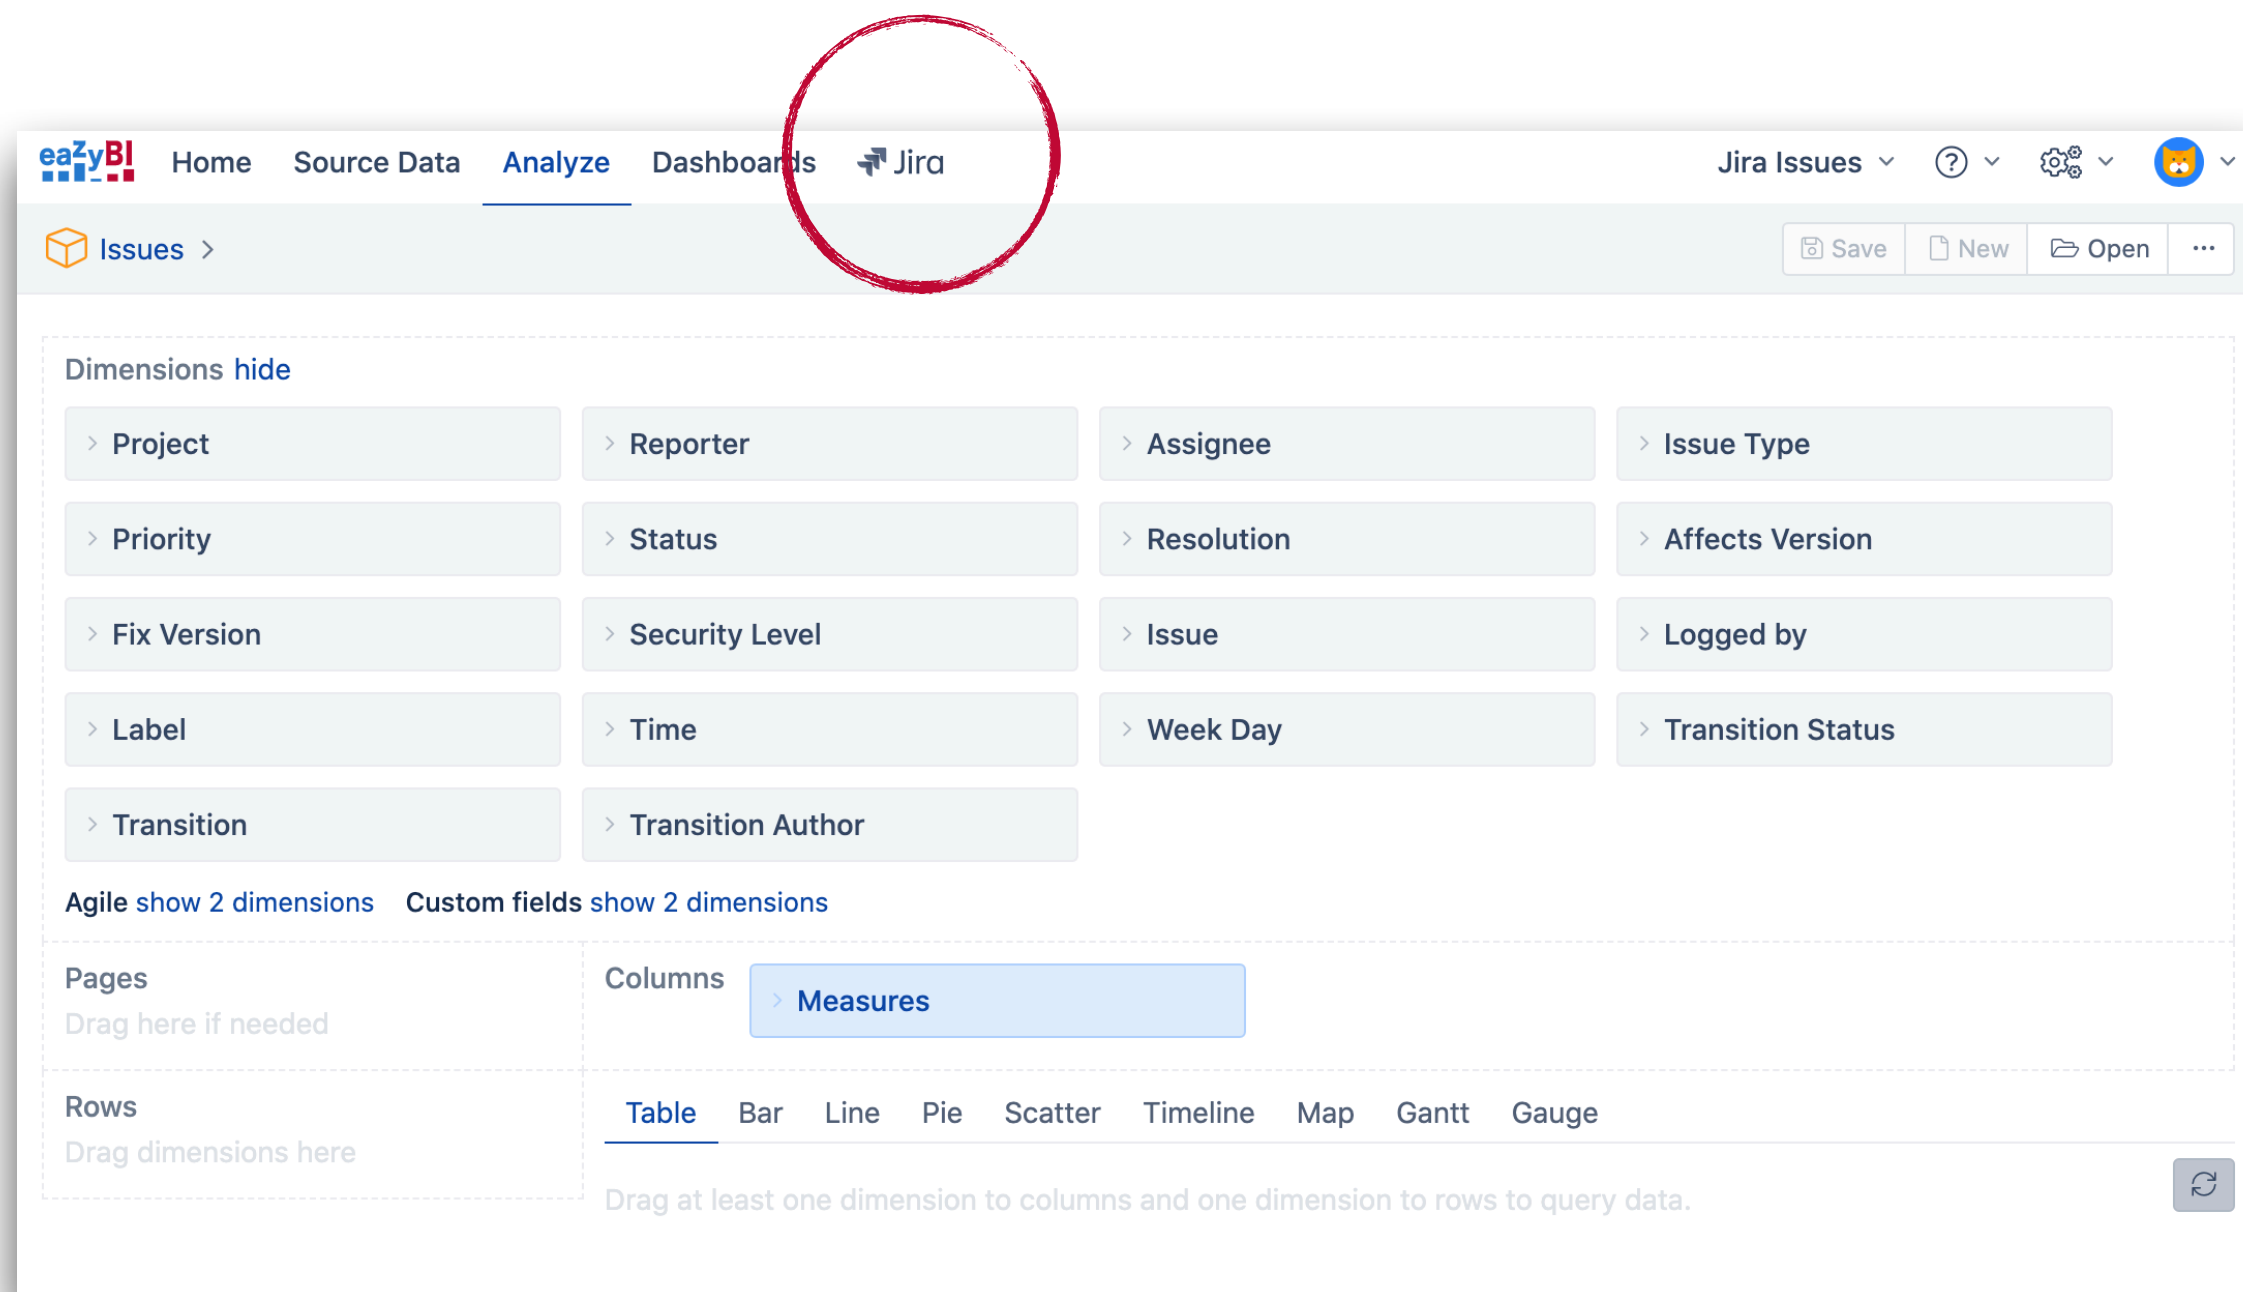 eazyBI Home Source Data Analyze Dashboards Jira Jira Issues
Issues Save New Open
Dimensions hide
Project Reporter Assignee Issue Type
Priority Status Resolution Affects Version
Fix Version Security Level Issue Logged by
Label Time Week Day Transition Status
Transition Transition Author
Agile show 2 dimensions Custom fields show 2 dimensions
Pages
Drag here if needed
Columns Measures
Rows
Drag dimensions here
Table Bar Line Pie Scatter Timeline Map Gantt Gauge
Drag at least one dimension to columns and one dimension to rows to query data.